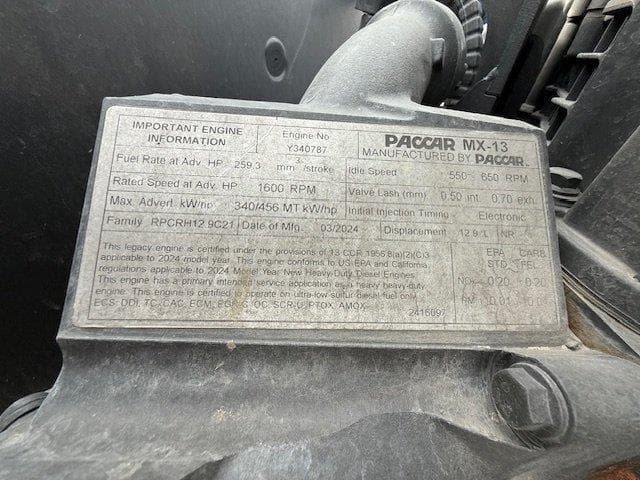 IMPORTANT ENGINE
INFORMATION
Engine No
Y340787
Fuel Rate at Adv. HP 259.3 mm3/stroke
Rated Speed at Adv. HP 1600 RPM
Max. Advert. kW/hp 340/456 MT kW/hp
Family RPCRH12.9C21 Date of Mfg. 03/2024
PACCAR MX-13
MANUFACTURED BY PACCAR.
Idle Speed 550 - 650 RPM
Valve Lash (mm) 0.50 int. 0.70 exh.
Initial Injection Timing Electronic
Displacement 12.9 L NR
This legacy engine is certified under the provisions of 13 CCR 1956.8(a)(2)(C)3
applicable to 2024 model year. This engine conforms to US EPA and California
regulations applicable to 2024 Model Year New Heavy Duty Diesel Engines.
This engine has a primary intended service application as a heavy heavy-duty
engine. This engine is certified to operate on ultra-low sulfur diesel fuel only.
ECS: DDI, TC, CAC, ECM, OC, PTOX, AMOX
2416097
EPA CARB
STD. FEL
NOx 0.20 0.20
PM 0.01